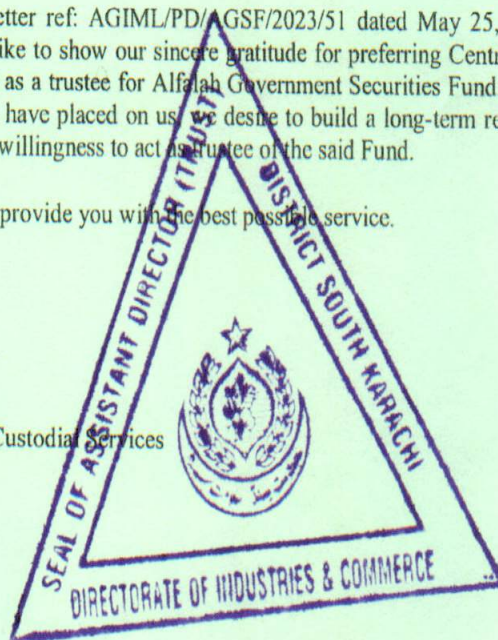 etter ref: AGIML/PD/AGSF/2023/51 dated May 25,
ike to show our sincere gratitude for preferring Centr
as a trustee for Alfalah Government Securities Fund
have placed on us, we desire to build a long-term re
willingness to act as trustee of the said Fund.
provide you with the best possible service.
Custodial Services
SEAL OF ASSISTANT DIRECTOR (TRUST)
DISTRICT SOUTH KARACHI
DIRECTORATE OF INDUSTRIES & COMMERCE